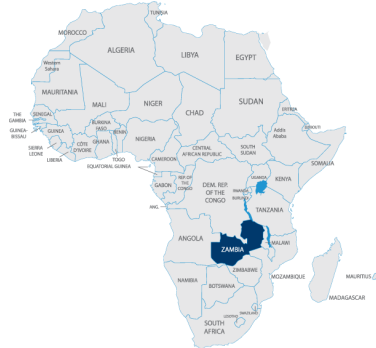 TUNISIA
MOROCCO
ALGERIA
LIBYA
EGYPT
Western
Sahara
MAURITANIA
MALI
NIGER
CHAD
SUDAN
ERITREA
THE
GAMBIA
SENEGAL
GUINEA-
BISSAU
GUINEA
SIERRA
LEONE
LIBERIA
CÔTE
D'IVOIRE
BURKINA
FASO
GHANA
BENIN
TOGO
NIGERIA
EQUATORIAL GUINEA
CAMEROON
CENTRAL
AFRICAN REPUBLIC
SOUTH
SUDAN
Addis
Ababa
DJIBOUTI
SOMALIA
GABON
REP. OF
THE
CONGO
DEM. REP.
OF THE
CONGO
UGANDA
KENYA
RWANDA
BURUNDI
TANZANIA
ANG.
ANGOLA
ZAMBIA
MALAWI
ZIMBABWE
MOZAMBIQUE
MAURITIUS
MADAGASCAR
NAMIBIA
BOTSWANA
SWAZILAND
LESOTHO
SOUTH
AFRICA